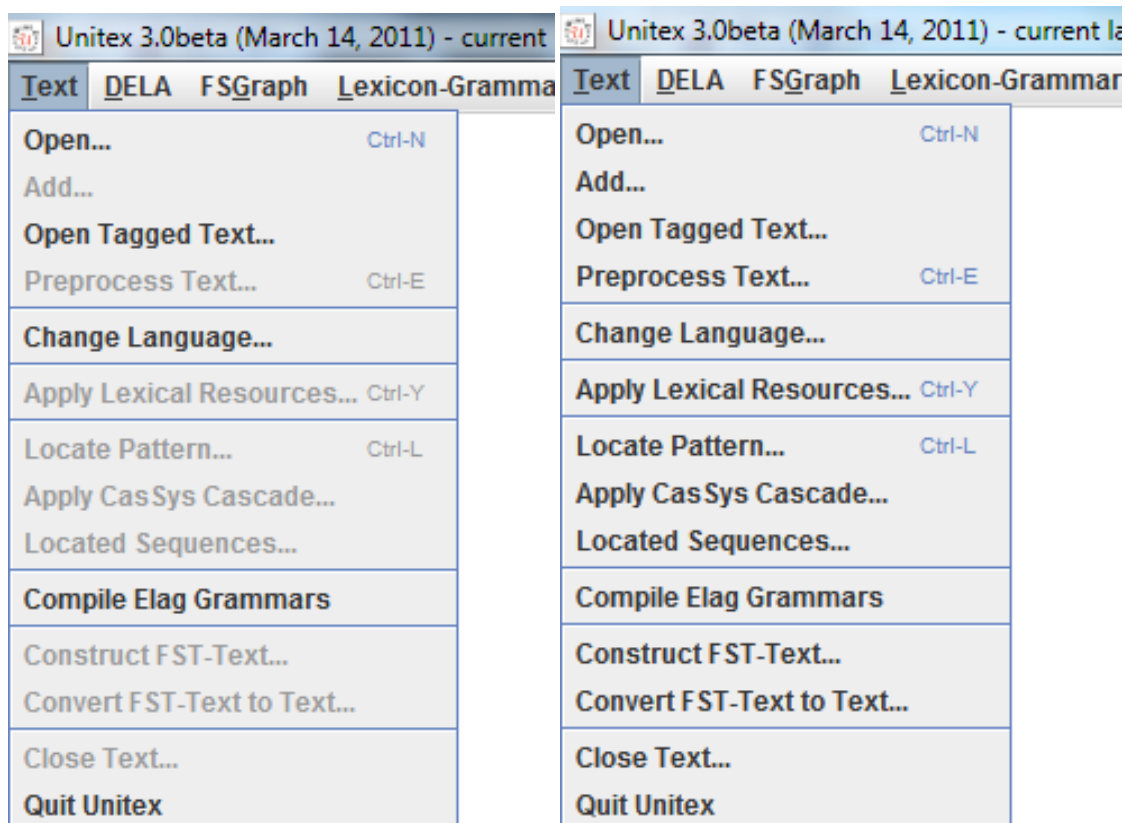 Unitex 3.0beta (March 14, 2011) - current
Text DELA FSGraph Lexicon-Gramma
Open... Ctrl-N
Add...
Open Tagged Text...
Preprocess Text... Ctrl-E
Change Language...
Apply Lexical Resources... Ctrl-Y
Locate Pattern... Ctrl-L
Apply CasSys Cascade...
Located Sequences...
Compile Elag Grammars
Construct FST-Text...
Convert FST-Text to Text...
Close Text...
Quit Unitex
Unitex 3.0beta (March 14, 2011) - current la
Text DELA FSGraph Lexicon-Grammar
Open... Ctrl-N
Add...
Open Tagged Text...
Preprocess Text... Ctrl-E
Change Language...
Apply Lexical Resources... Ctrl-Y
Locate Pattern... Ctrl-L
Apply CasSys Cascade...
Located Sequences...
Compile Elag Grammars
Construct FST-Text...
Convert FST-Text to Text...
Close Text...
Quit Unitex